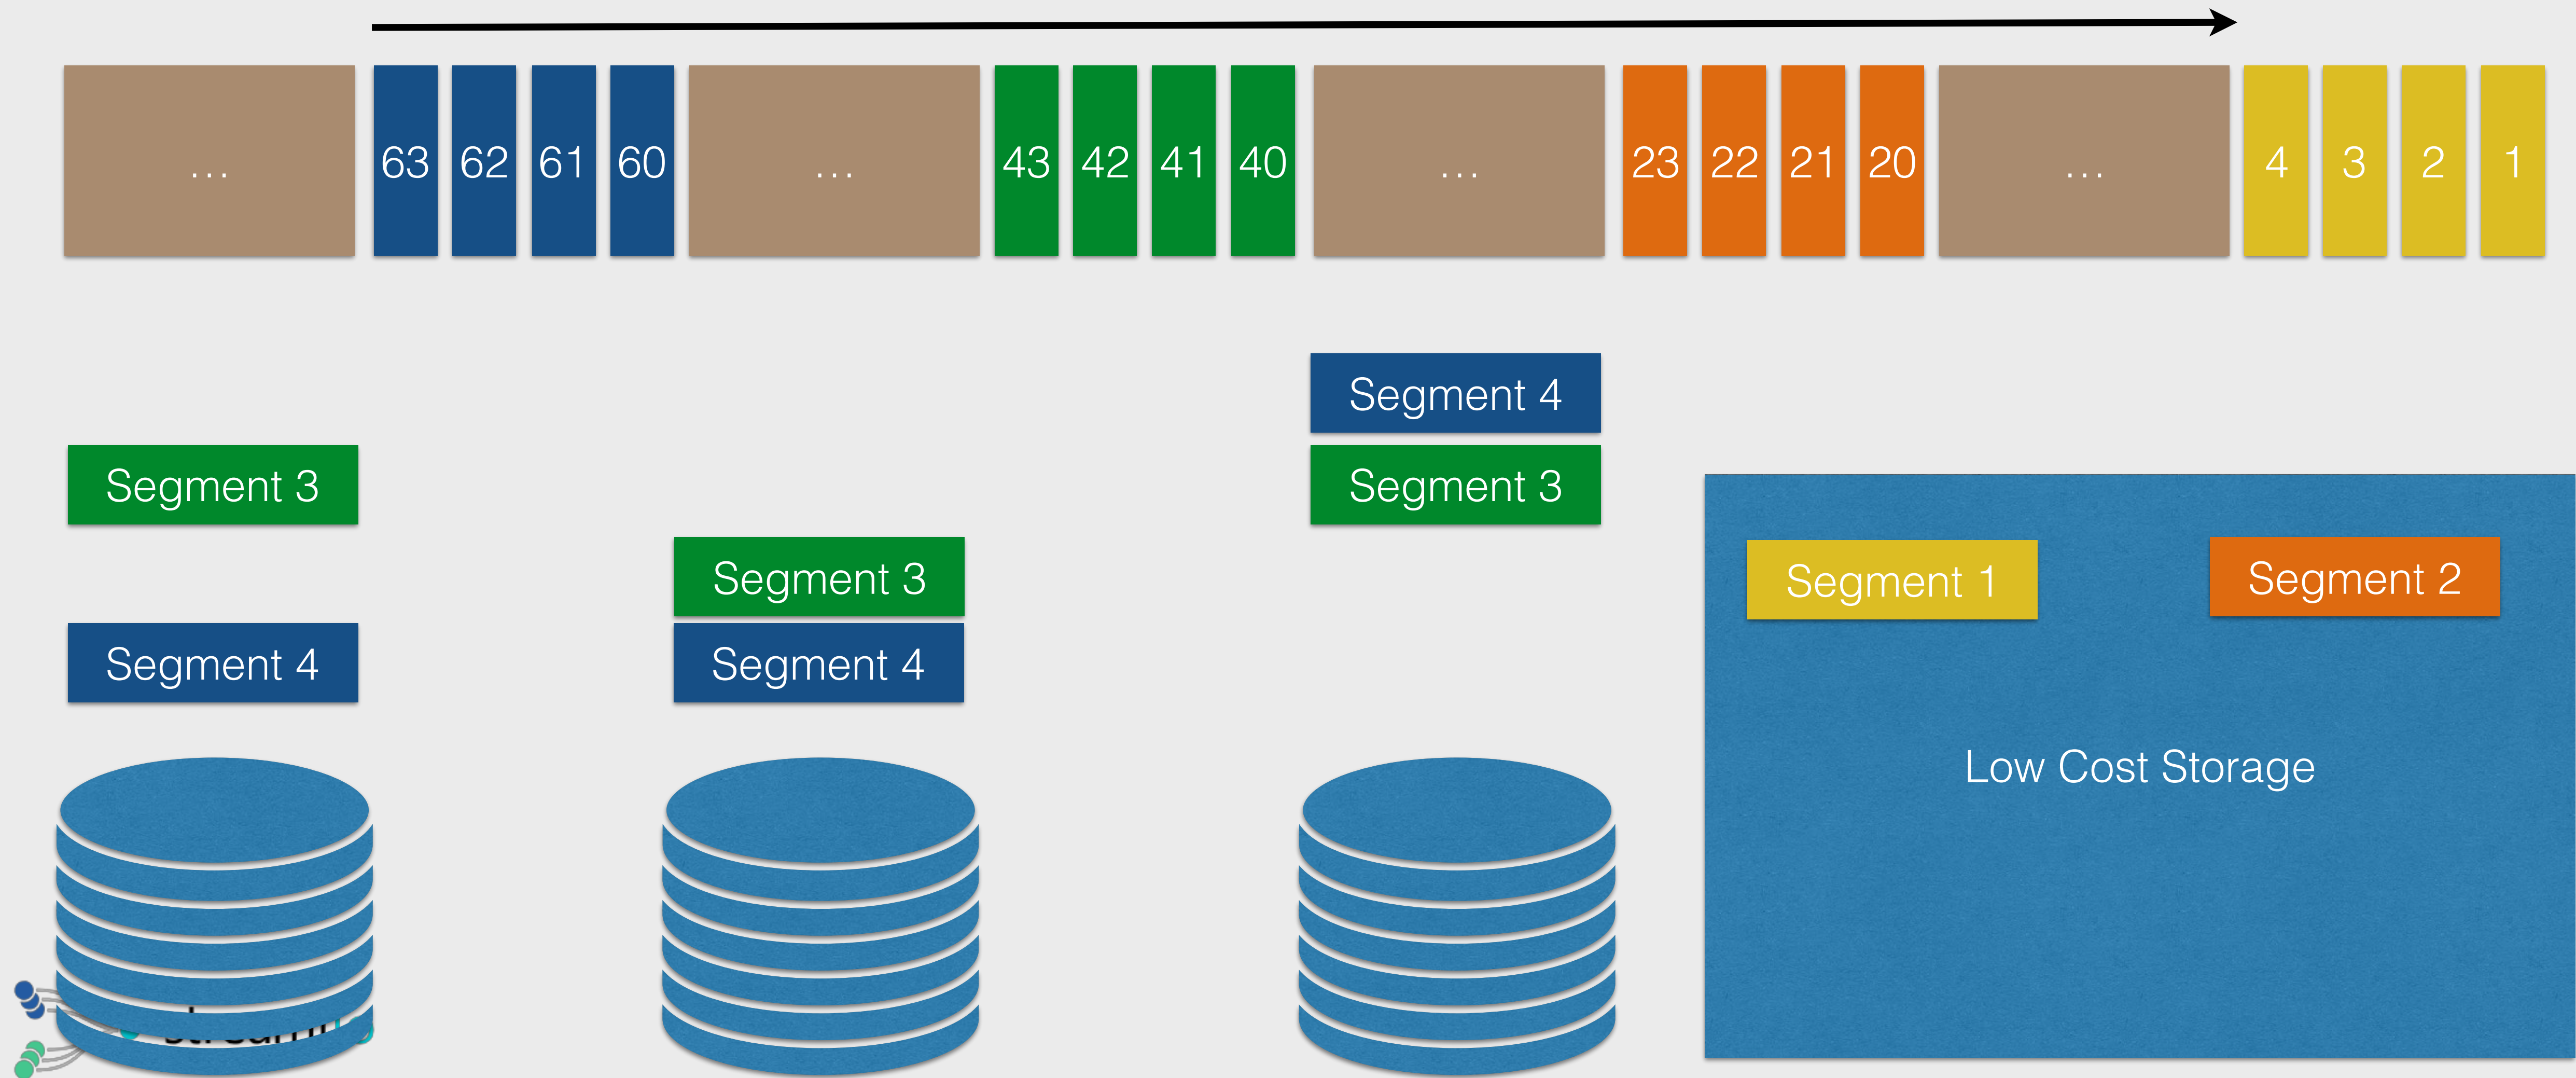 ... 63 62 61 60 ... 43 42 41 40 ... 23 22 21 20 ... 4 3 2 1
Segment 4
Segment 3
Segment 3
Segment 3
Segment 1
Segment 2
Segment 4
Segment 4
Low Cost Storage